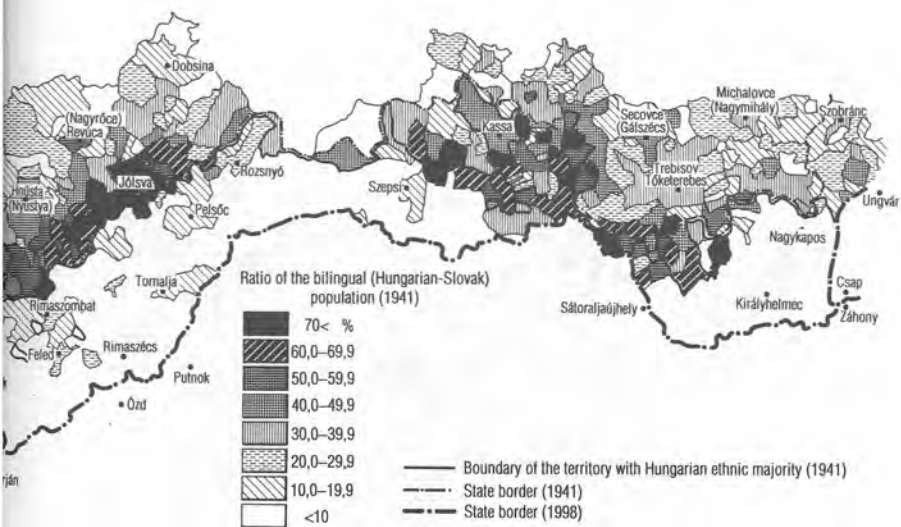 Dobsina
(Nagyrőce)
Revúca
Jólsva
Rozsnyó
Hnústa
(Nyústya)
Pelsőc
Szepsi
Kassa
Secovce
(Gálszécs)
Michalovce
(Nagymihály)
Szobránc
Trebisov
Tőketerebes
Ungvár
Nagykapos
Tornalja
Rimaszombat
Feled
Rimaszécs
Putnok
Ózd
rján
Sátoraljaújhely
Királyhelmec
Csap
Záhony
Ratio of the bilingual (Hungarian-Slovak)
population (1941)
70< %
60,0–69,9
50,0–59,9
40,0–49,9
30,0–39,9
20,0–29,9
10,0–19,9
<10
Boundary of the territory with Hungarian ethnic majority (1941)
State border (1941)
State border (1998)